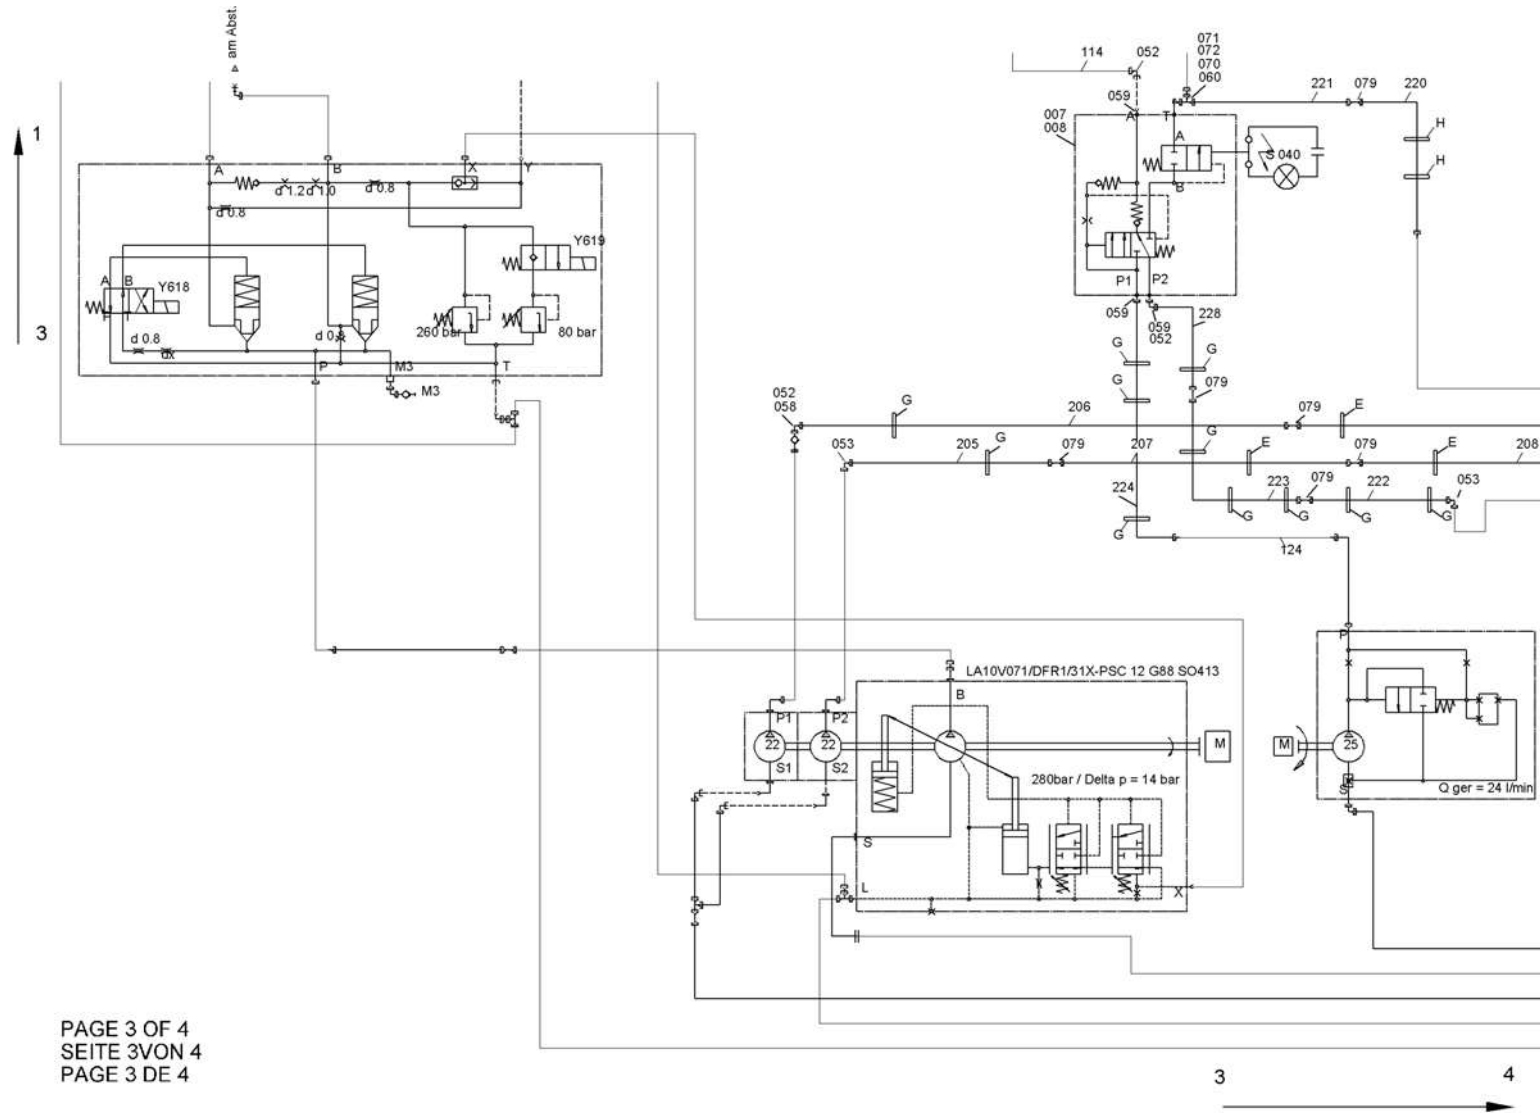 am Abst.
1
3
A
B
X
Y
d 1.2
d 1.0
d 0.8
d 0.8
Y619
A
B
Y618
260 bar
80 bar
d 0.8
dx
d 0.8
P
M3
T
M3
114
052
071
072
070
060
059
221
079
220
007
008
A
T
A
H
S 040
H
B
P1
P2
059
059
052
228
G
G
G
079
052
058
G
206
079
E
G
053
205
G
079
207
E
079
E
208
224
223
079
222
053
G
G
G
G
G
124
P
LA10V071/DFR1/31X-PSC 12 G88 SO413
B
P1
P2
22
22
M
M
25
S1
S2
280bar / Delta p = 14 bar
S
Q ger = 24 l/min
S
L
X
PAGE 3 OF 4
SEITE 3VON 4
PAGE 3 DE 4
3
4